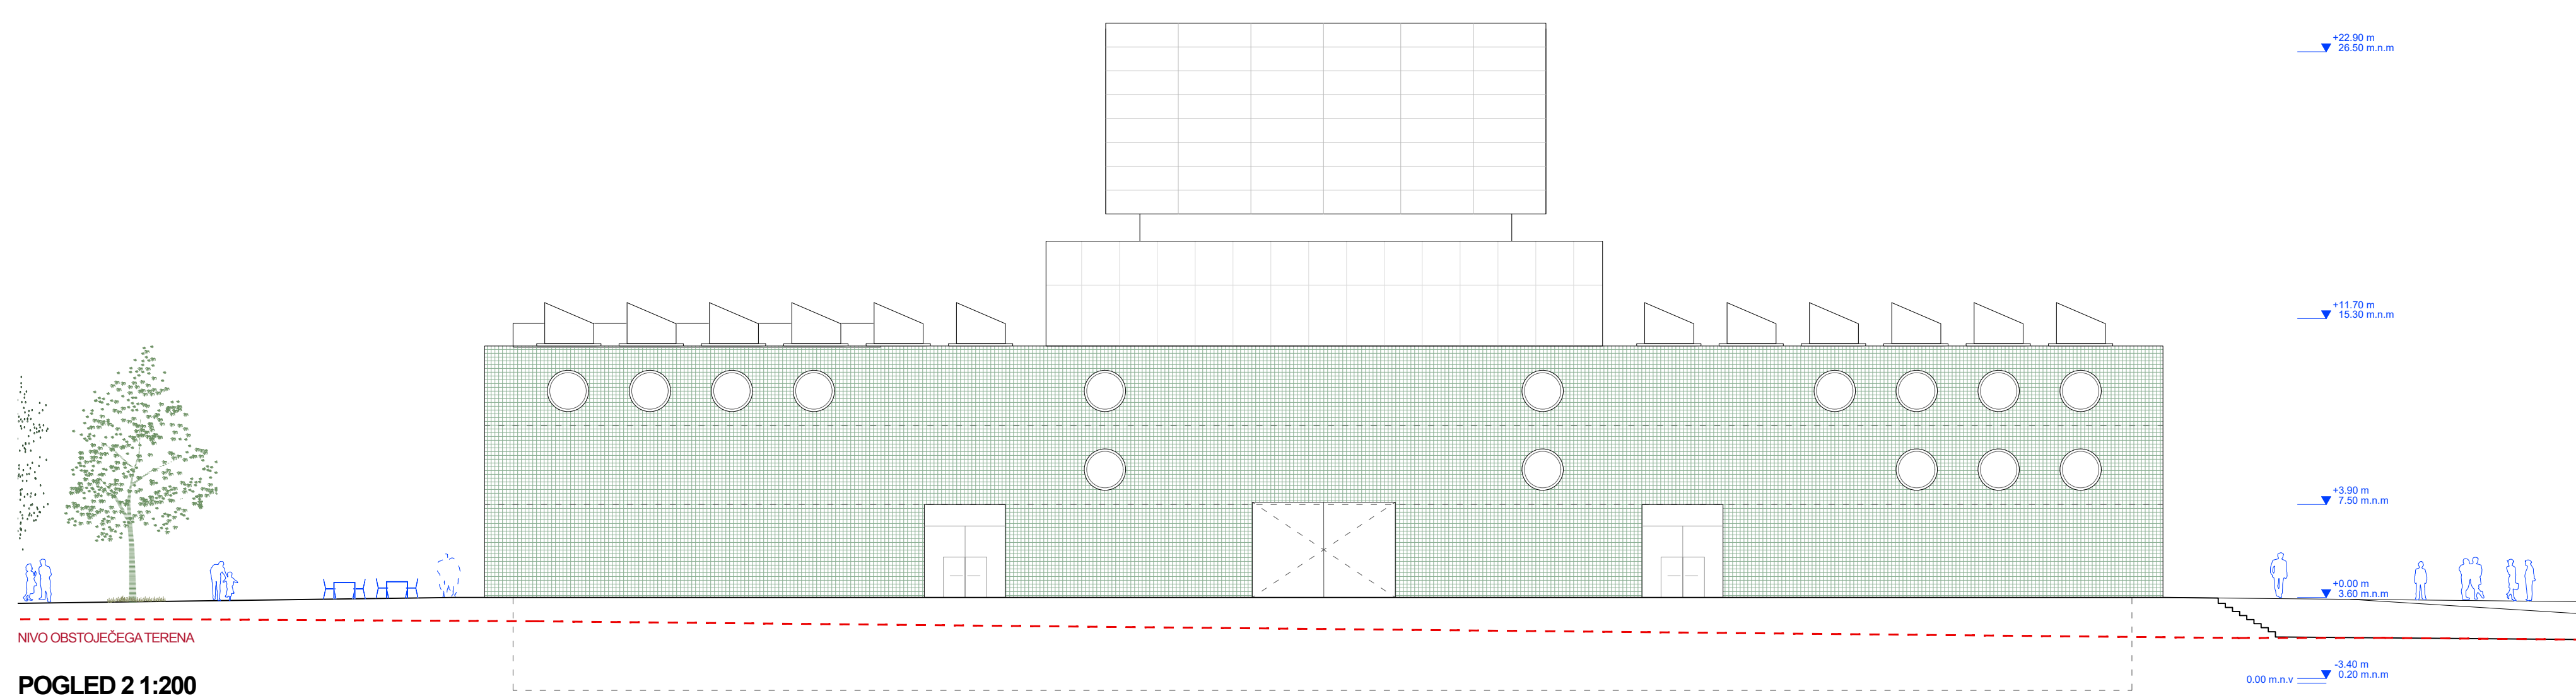 +22.90 m
26.50 m.n.m
+11.70 m
15.30 m.n.m
+3.90 m
7.50 m.n.m
+0.00 m
3.60 m.n.m
NIVO OBSTOJEČEGA TERENA
-3.40 m
0.00 m.n.v 0.20 m.n.m
POGLED 2 1:200